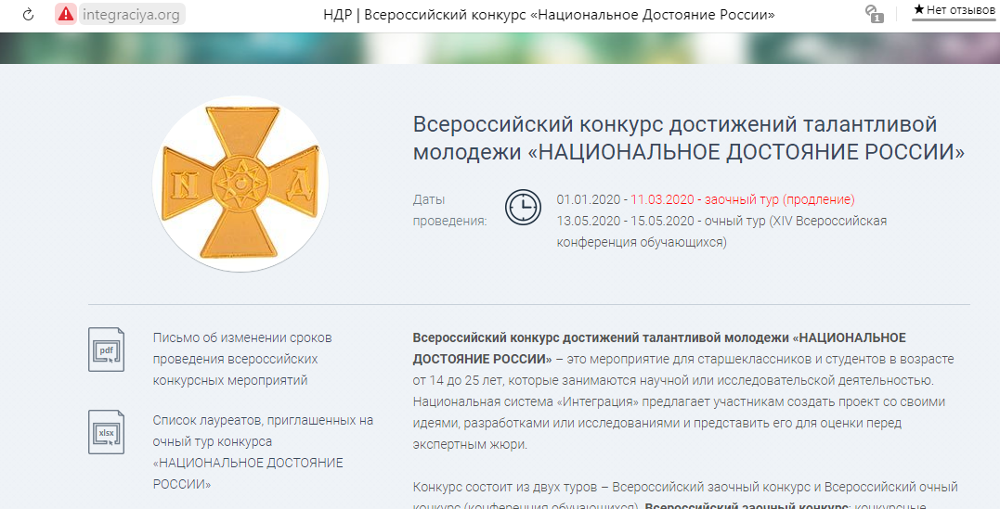 integraciya.org
НДР | Всероссийский конкурс «Национальное Достояние России»
1
★ Нет отзывов
Н Д
Всероссийский конкурс достижений талантливой
молодежи «НАЦИОНАЛЬНОЕ ДОСТОЯНИЕ РОССИИ»
Даты
проведения:
01.01.2020 - 11.03.2020 - заочный тур (продление)
13.05.2020 - 15.05.2020 - очный тур (XIV Всероссийская
конференция обучающихся)
pdf
Письмо об изменении сроков
проведения всероссийских
конкурсных мероприятий
xlsx
Список лауреатов, приглашенных на
очный тур конкурса
«НАЦИОНАЛЬНОЕ ДОСТОЯНИЕ
РОССИИ»
Всероссийский конкурс достижений талантливой молодежи «НАЦИОНАЛЬНОЕ
ДОСТОЯНИЕ РОССИИ» – это мероприятие для старшеклассников и студентов в возрасте
от 14 до 25 лет, которые занимаются научной или исследовательской деятельностью.
Национальная система «Интеграция» предлагает участникам создать проект со своими
идеями, разработками или исследованиями и представить его для оценки перед
экспертным жюри.
Конкурс состоит из двух туров – Всероссийский заочный конкурс и Всероссийский очный
конкурс (конференция обучающихся). Всероссийский заочный конкурс: конкурсные